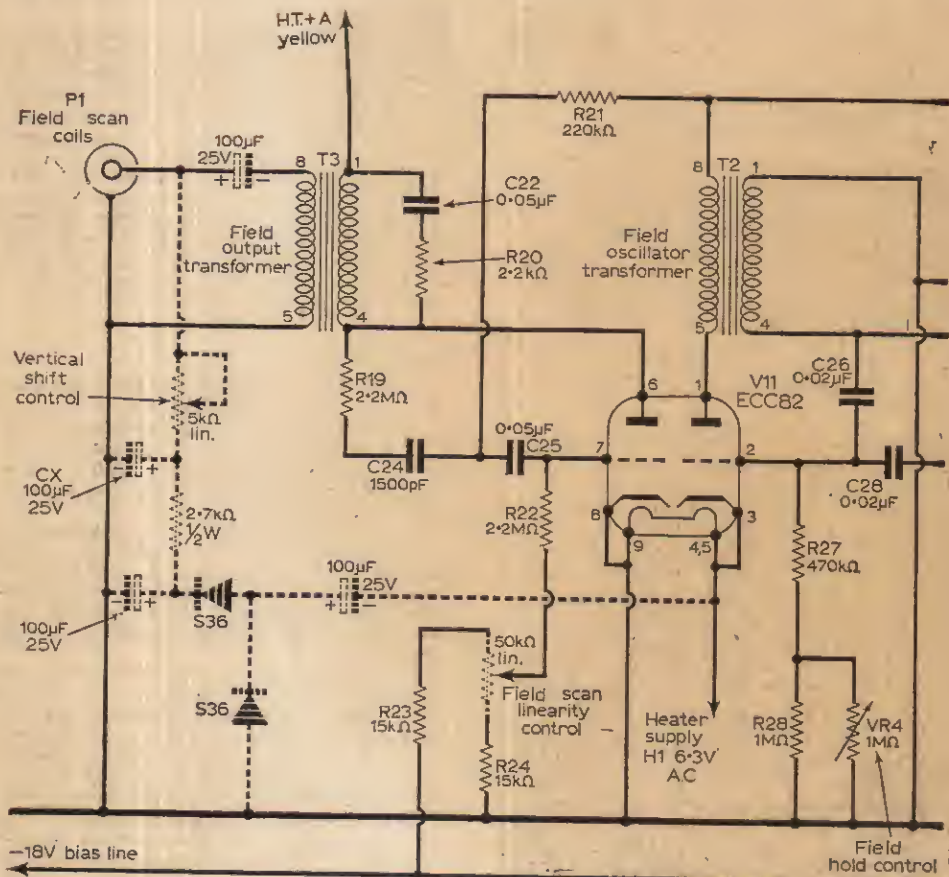 H.T.+A
yellow
P1
Field scan
coils
100µF
25V
+
-
8
T3
1
C22
0·05µF
Field
output
transformer
R20
2·2kΩ
5
4
R21
220kΩ
8
T2
1
Field
oscillator
transformer
5
4
Vertical
shift
control
5kΩ
lin.
R19
2·2MΩ
0·05µF
C25
C24
1500pF
6
1
V11
ECC82
C26
0·02µF
7
2
C28
0·02µF
CX
100µF
25V
-
+
2·7kΩ
½W
R22
2·2MΩ
8
9
4,5
3
R27
470kΩ
100µF
25V
+
-
100µF
25V
-
+
S36
S36
50kΩ
lin.
Field scan
linearity
control
R23
15kΩ
R24
15kΩ
Heater
supply
H1 6·3V
A.C
R28
1MΩ
VR4
1MΩ
-18V bias line
Field
hold control